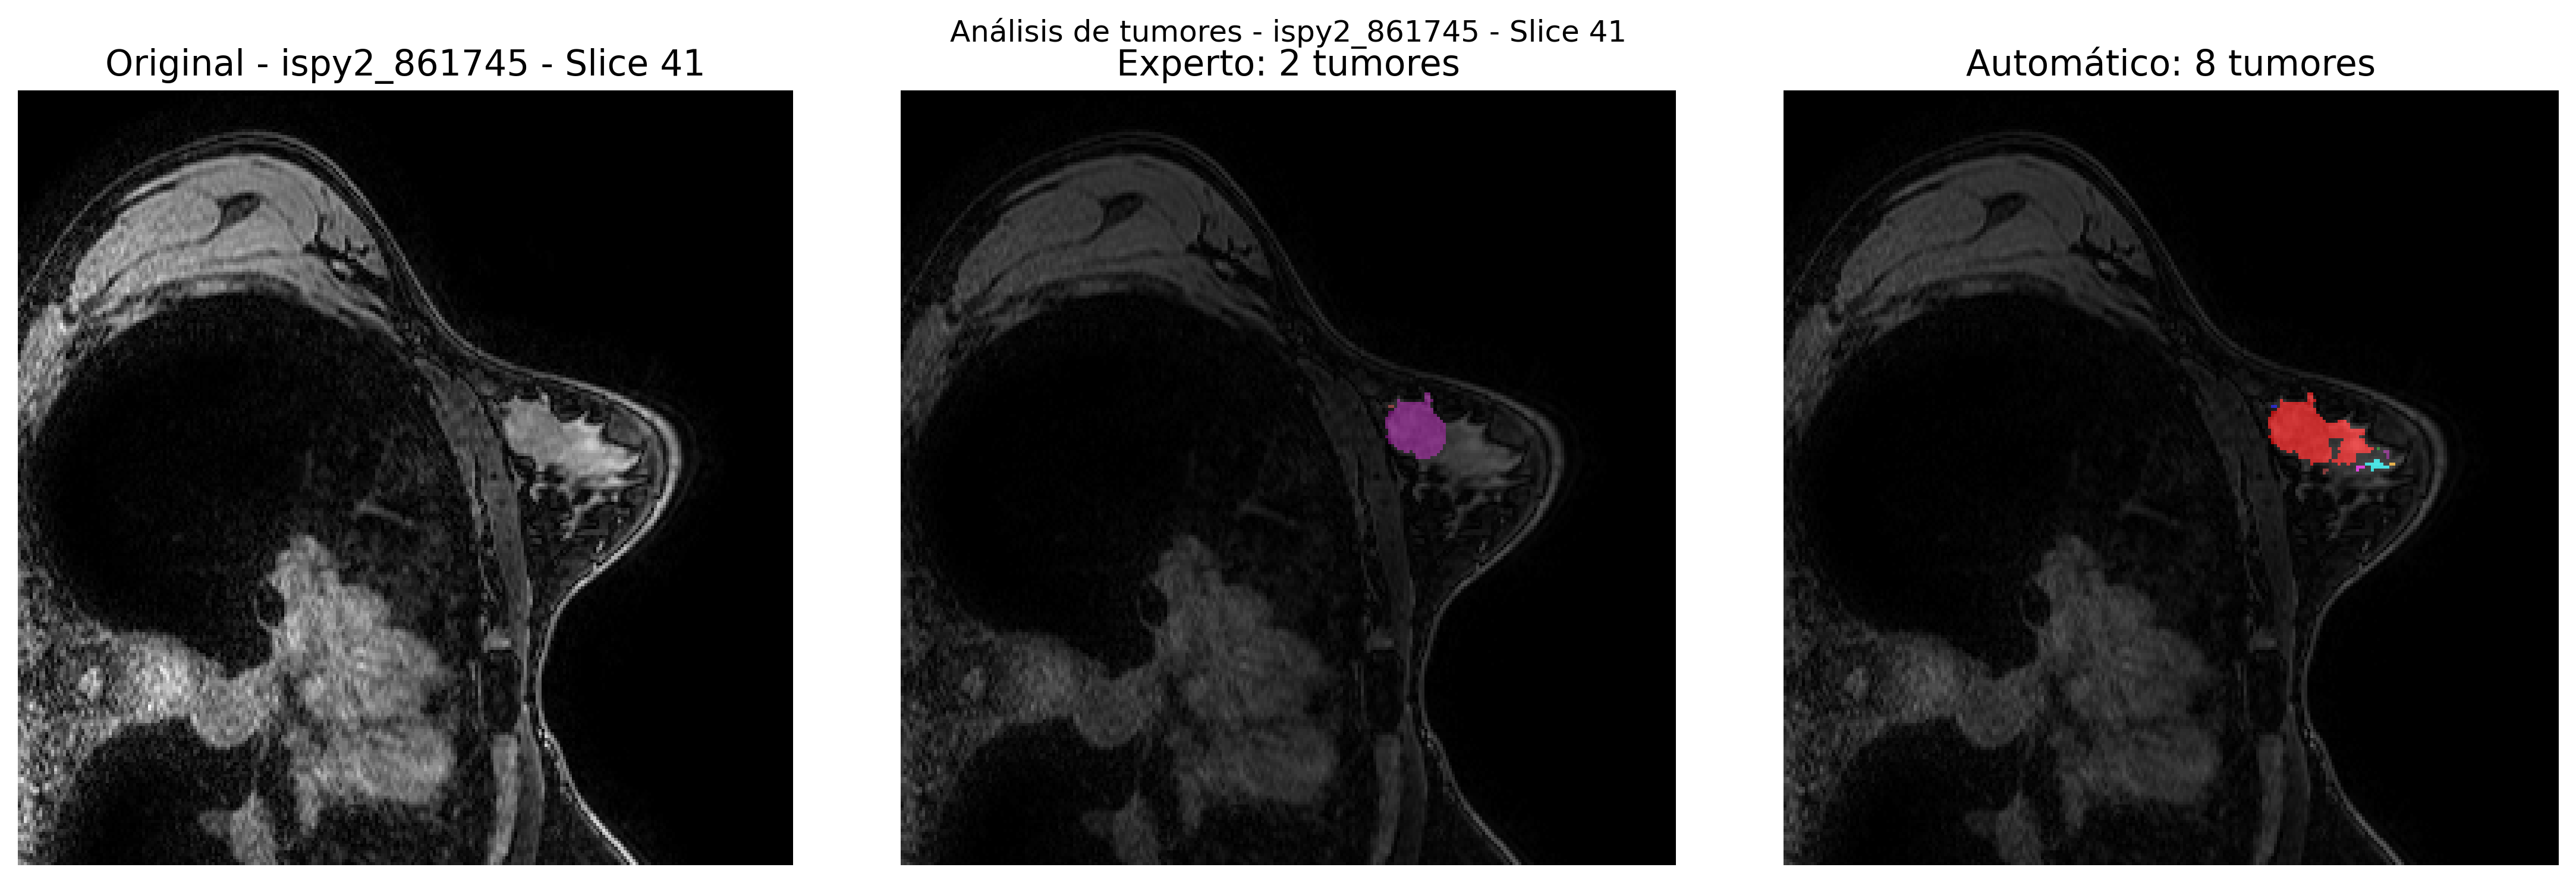 Análisis de tumores - ispy2_861745 - Slice 41
Original - ispy2_861745 - Slice 41
Experto: 2 tumores
Automático: 8 tumores